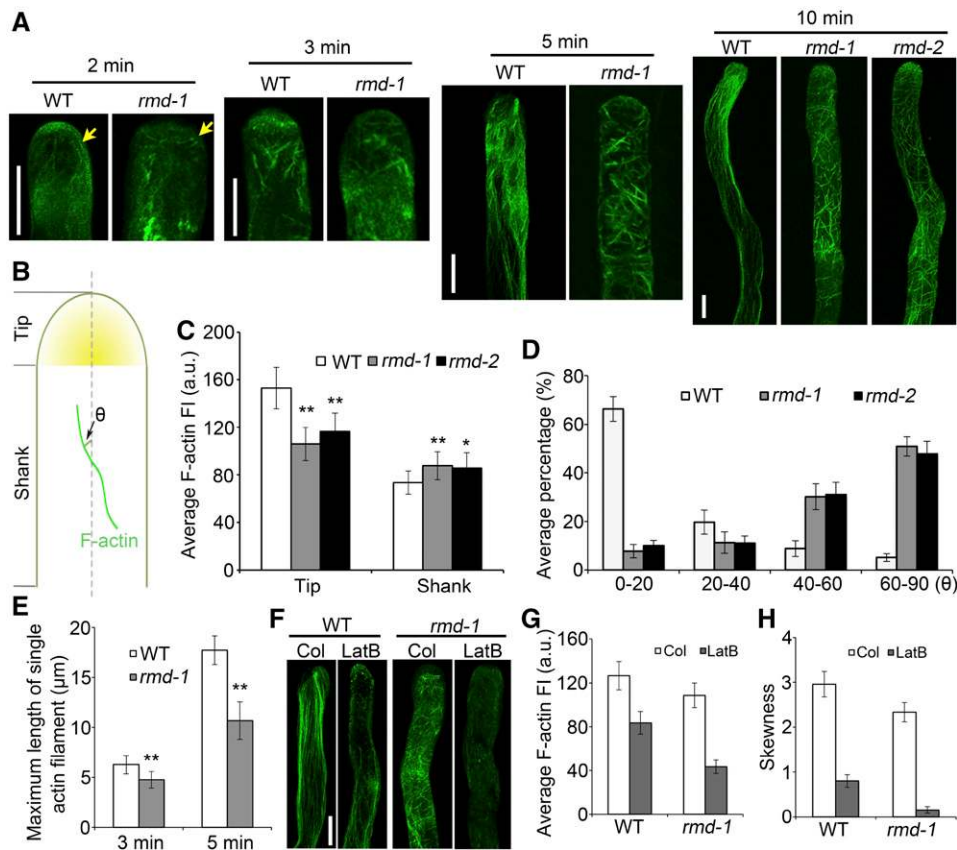 A
2 min
3 min
5 min
10 min
WT rmd-1
WT rmd-1
WT rmd-1
WT rmd-1 rmd-2
B
Tip
Shank
θ
F-actin
C
Average F-actin FI (a.u.)
200
160
120
80
40
0
WT rmd-1 rmd-2
** **
** *
Tip Shank
D
Average percentage (%)
80
60
40
20
0
WT rmd-1 rmd-2
0-20 20-40 40-60 60-90 (θ)
E
Maximum length of single
actin filament (µm)
20
15
10
5
0
WT
rmd-1
**
**
3 min 5 min
F
WT rmd-1
Col LatB Col LatB
G
Average F-actin FI (a.u.)
160
120
80
40
0
Col LatB
WT rmd-1
H
Skewness
4
3
2
1
0
Col LatB
WT rmd-1